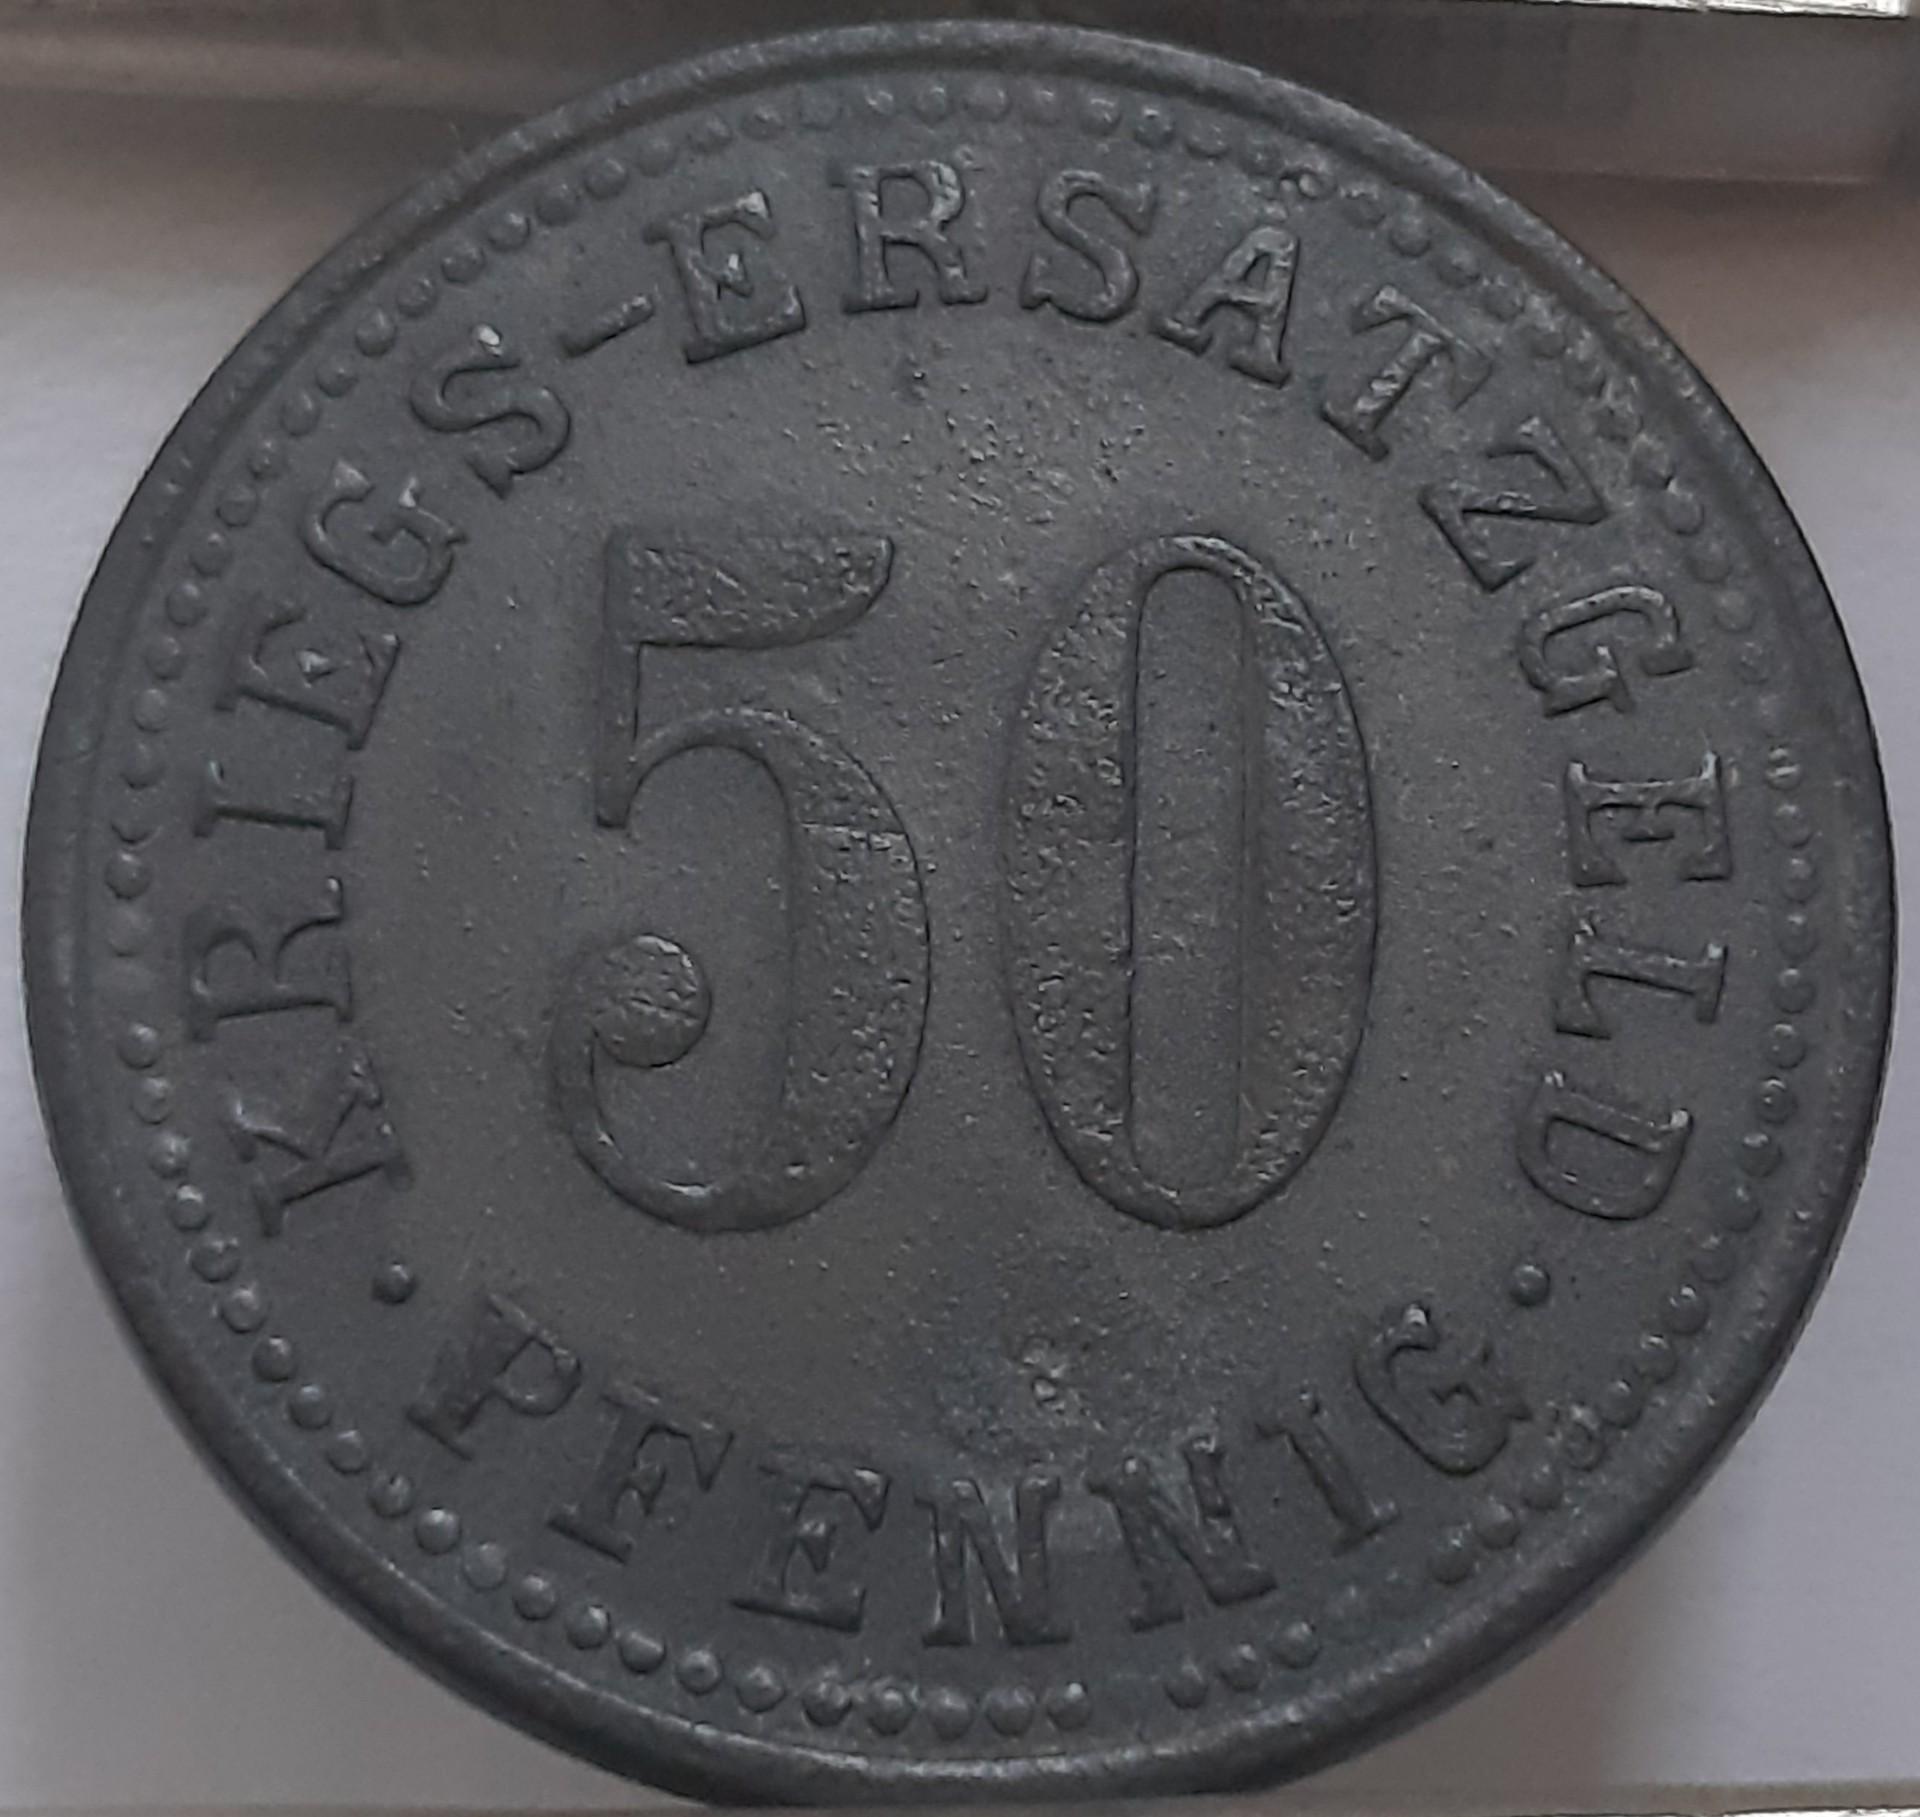 KRIEGS-ERSATZGELD
50
· PFENNIG ·